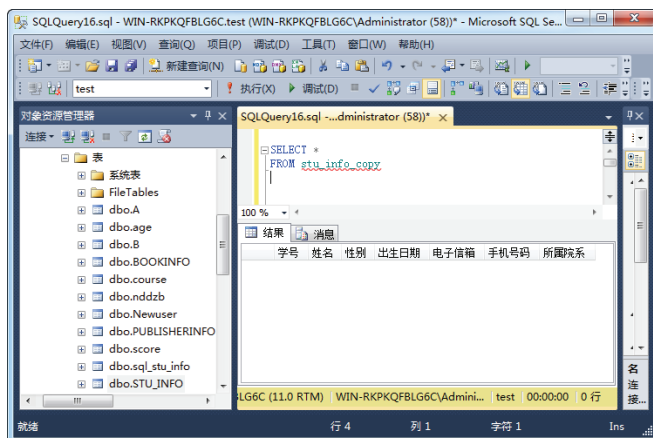 SQLQuery16.sql - WIN-RKPKQFBLG6C.test (WIN-RKPKQFBLG6C\Administrator (58))* - Microsoft SQL Se...
文件(F) 编辑(E) 视图(V) 查询(Q) 项目(P) 调试(D) 工具(T) 窗口(W) 帮助(H)
新建查询(N)
test
执行(X) 调试(D)
对象资源管理器
连接
表
系统表
FileTables
dbo.A
dbo.age
dbo.B
dbo.BOOKINFO
dbo.course
dbo.nddzb
dbo.Newuser
dbo.PUBLISHERINFO
dbo.score
dbo.sql_stu_info
dbo.STU_INFO
SQLQuery16.sql -...dministrator (58))*
SELECT *
FROM stu_info_copy
100 %
结果 消息
学号 姓名 性别 出生日期 电子信箱 手机号码 所属院系
LG6C (11.0 RTM) WIN-RKPKQFBLG6C\Admini... test 00:00:00 0 行
名
连
接...
就绪 行 4 列 1 字符 1 Ins